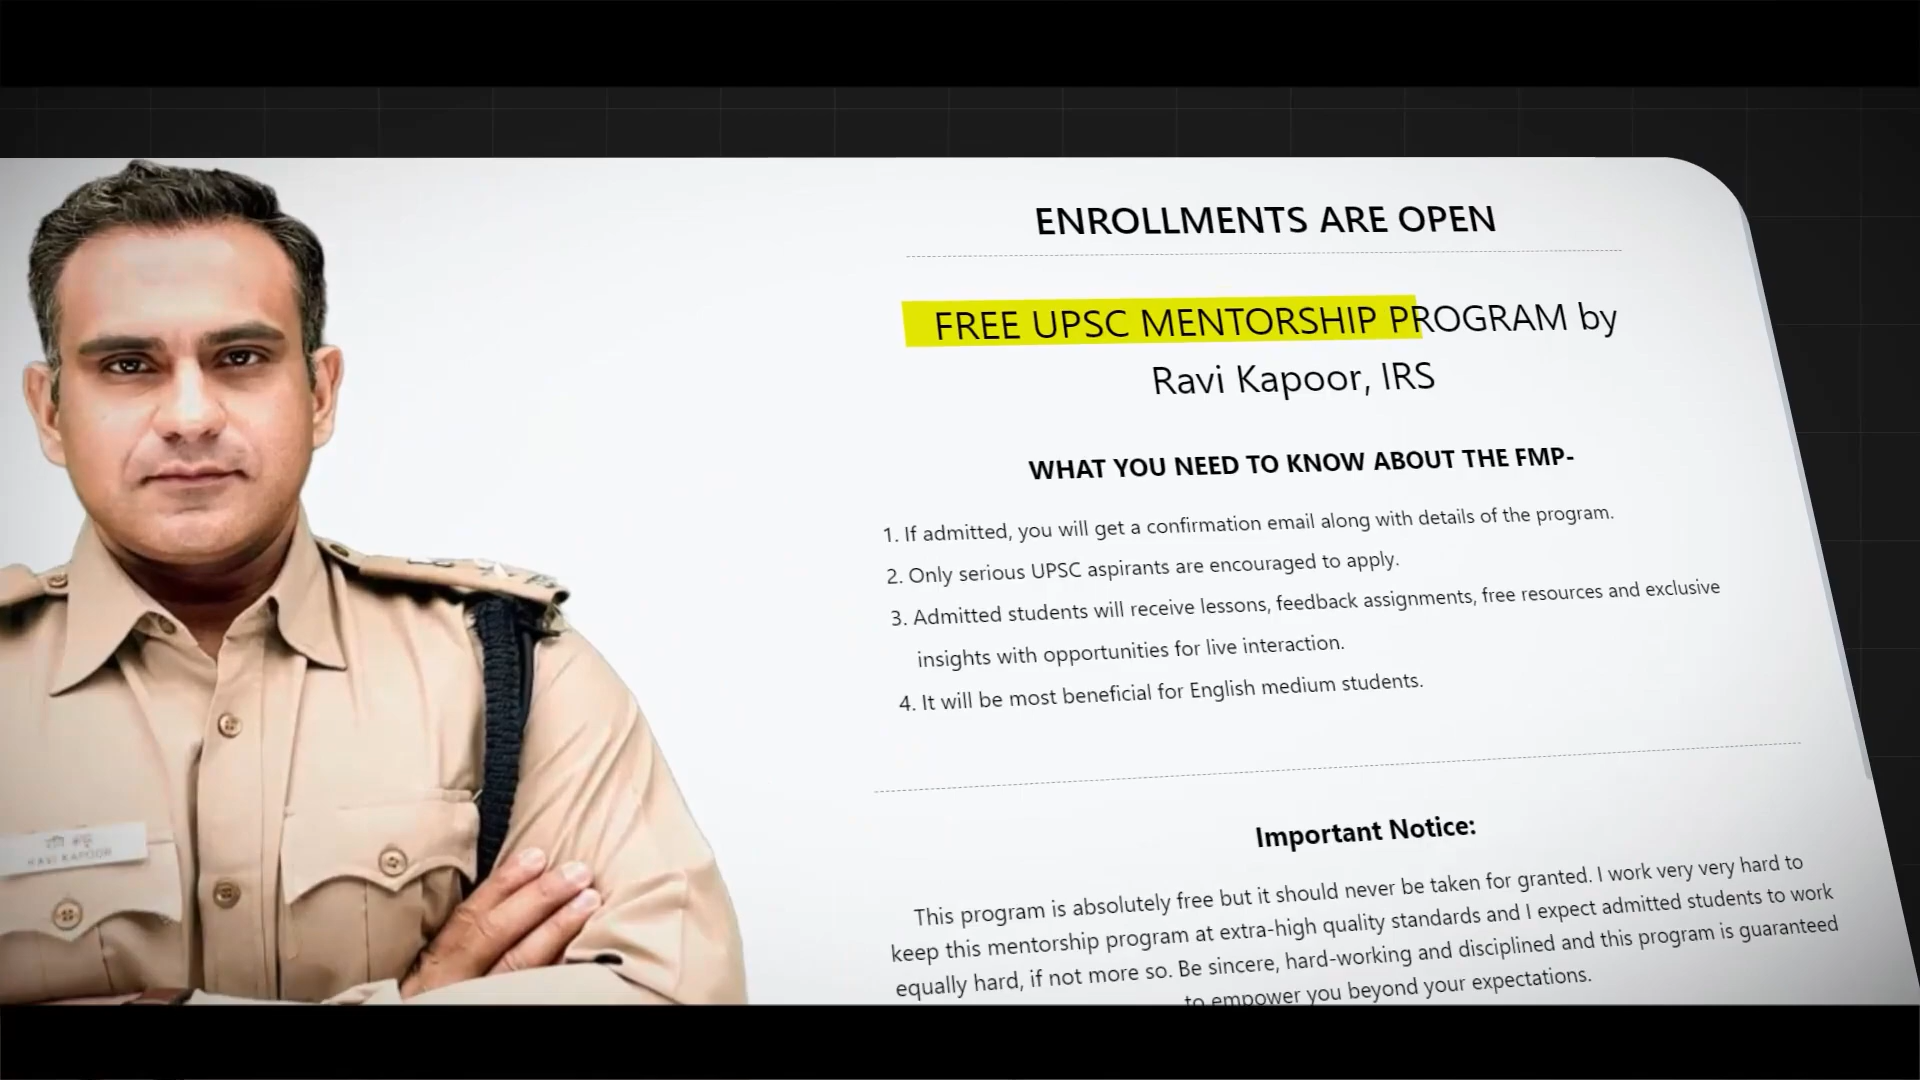 ENROLLMENTS ARE OPEN
FREE UPSC MENTORSHIP PROGRAM by
Ravi Kapoor, IRS
WHAT YOU NEED TO KNOW ABOUT THE FMP-
1. If admitted, you will get a confirmation email along with details of the program.
2. Only serious UPSC aspirants are encouraged to apply.
3. Admitted students will receive lessons, feedback assignments, free resources and exclusive
insights with opportunities for live interaction.
4. It will be most beneficial for English medium students.
Important Notice:
This program is absolutely free but it should never be taken for granted. I work very very hard to
keep this mentorship program at extra-high quality standards and I expect admitted students to work
equally hard, if not more so. Be sincere, hard-working and disciplined and this program is guaranteed
to empower you beyond your expectations.
RAVI KAPOOR